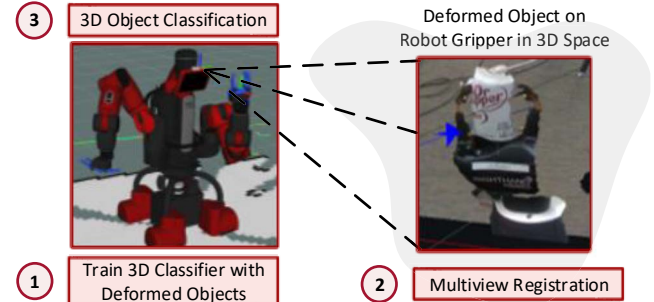 3
3D Object Classification
Deformed Object on
Robot Gripper in 3D Space
Dr
pper
1
Train 3D Classifier with
Deformed Objects
2
Multiview Registration